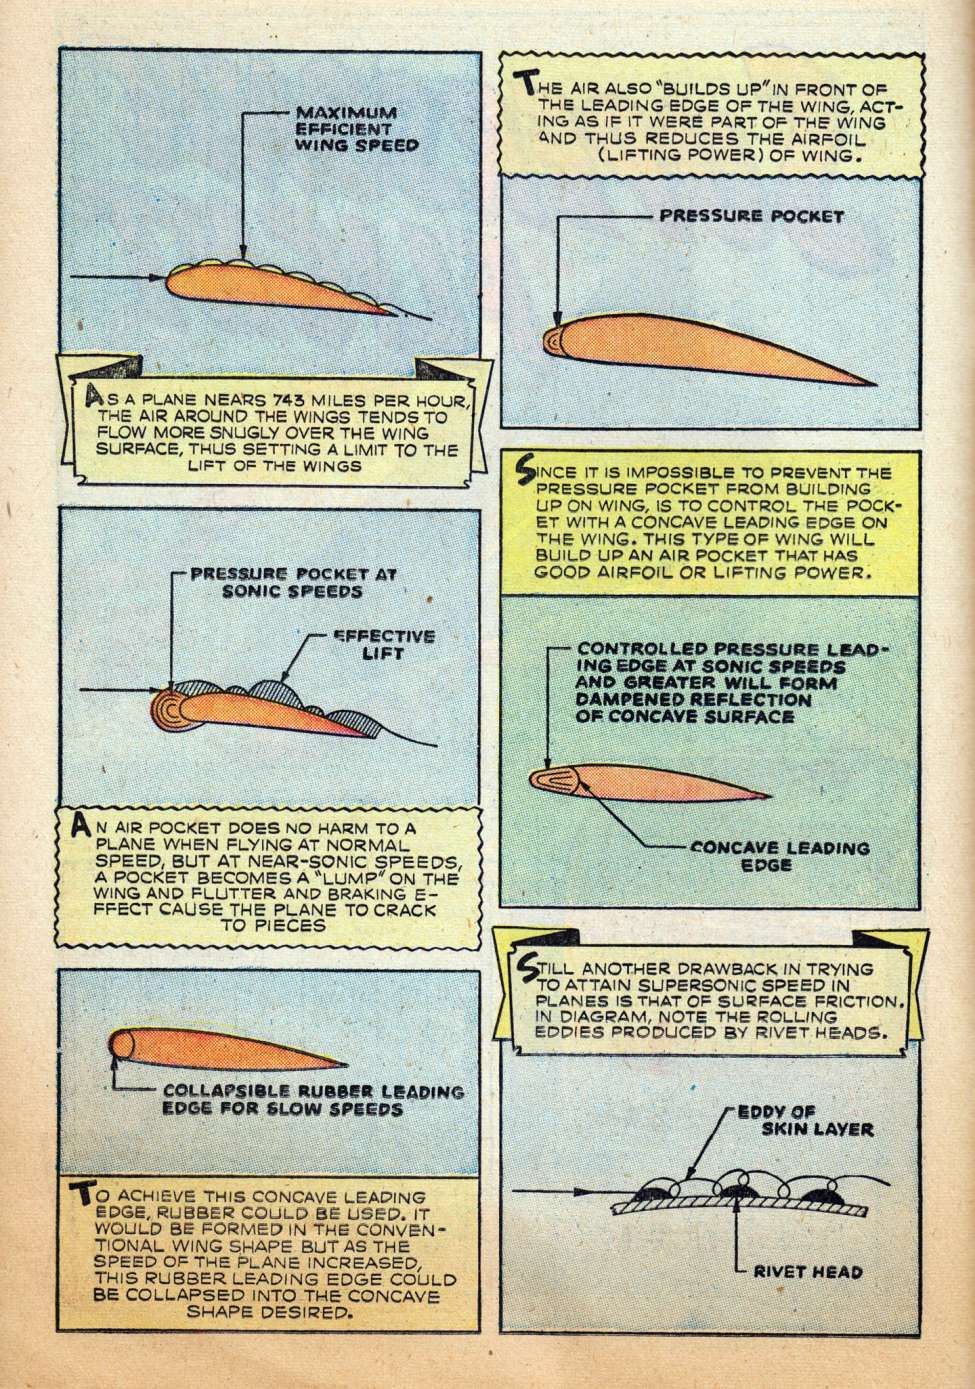 MAXIMUM
EFFICIENT
WING SPEED
AS A PLANE NEARS 743 MILES PER HOUR,
THE AIR AROUND THE WINGS TENDS TO
FLOW MORE SNUGLY OVER THE WING
SURFACE, THUS SETTING A LIMIT TO THE
LIFT OF THE WINGS
THE AIR ALSO "BUILDS UP" IN FRONT OF
THE LEADING EDGE OF THE WING, ACT-
ING AS IF IT WERE PART OF THE WING
AND THUS REDUCES THE AIRFOIL
(LIFTING POWER) OF WING.
PRESSURE POCKET
PRESSURE POCKET AT
SONIC SPEEDS
EFFECTIVE
LIFT
AN AIR POCKET DOES NO HARM TO A
PLANE WHEN FLYING AT NORMAL
SPEED, BUT AT NEAR-SONIC SPEEDS,
A POCKET BECOMES A "LUMP" ON THE
WING AND FLUTTER AND BRAKING E-
FFECT CAUSE THE PLANE TO CRACK
TO PIECES
SINCE IT IS IMPOSSIBLE TO PREVENT THE
PRESSURE POCKET FROM BUILDING
UP ON WING, IS TO CONTROL THE POCK-
ET WITH A CONCAVE LEADING EDGE ON
THE WING. THIS TYPE OF WING WILL
BUILD UP AN AIR POCKET THAT HAS
GOOD AIRFOIL OR LIFTING POWER.
CONTROLLED PRESSURE LEAD-
ING EDGE AT SONIC SPEEDS
AND GREATER WILL FORM
DAMPENED REFLECTION
OF CONCAVE SURFACE
CONCAVE LEADING
EDGE
COLLAPSIBLE RUBBER LEADING
EDGE FOR SLOW SPEEDS
TO ACHIEVE THIS CONCAVE LEADING
EDGE, RUBBER COULD BE USED. IT
WOULD BE FORMED IN THE CONVEN-
TIONAL WING SHAPE BUT AS THE
SPEED OF THE PLANE INCREASED,
THIS RUBBER LEADING EDGE COULD
BE COLLAPSED INTO THE CONCAVE
SHAPE DESIRED.
STILL ANOTHER DRAWBACK IN TRYING
TO ATTAIN SUPERSONIC SPEED IN
PLANES IS THAT OF SURFACE FRICTION.
IN DIAGRAM, NOTE THE ROLLING
EDDIES PRODUCED BY RIVET HEADS.
EDDY OF
SKIN LAYER
RIVET HEAD